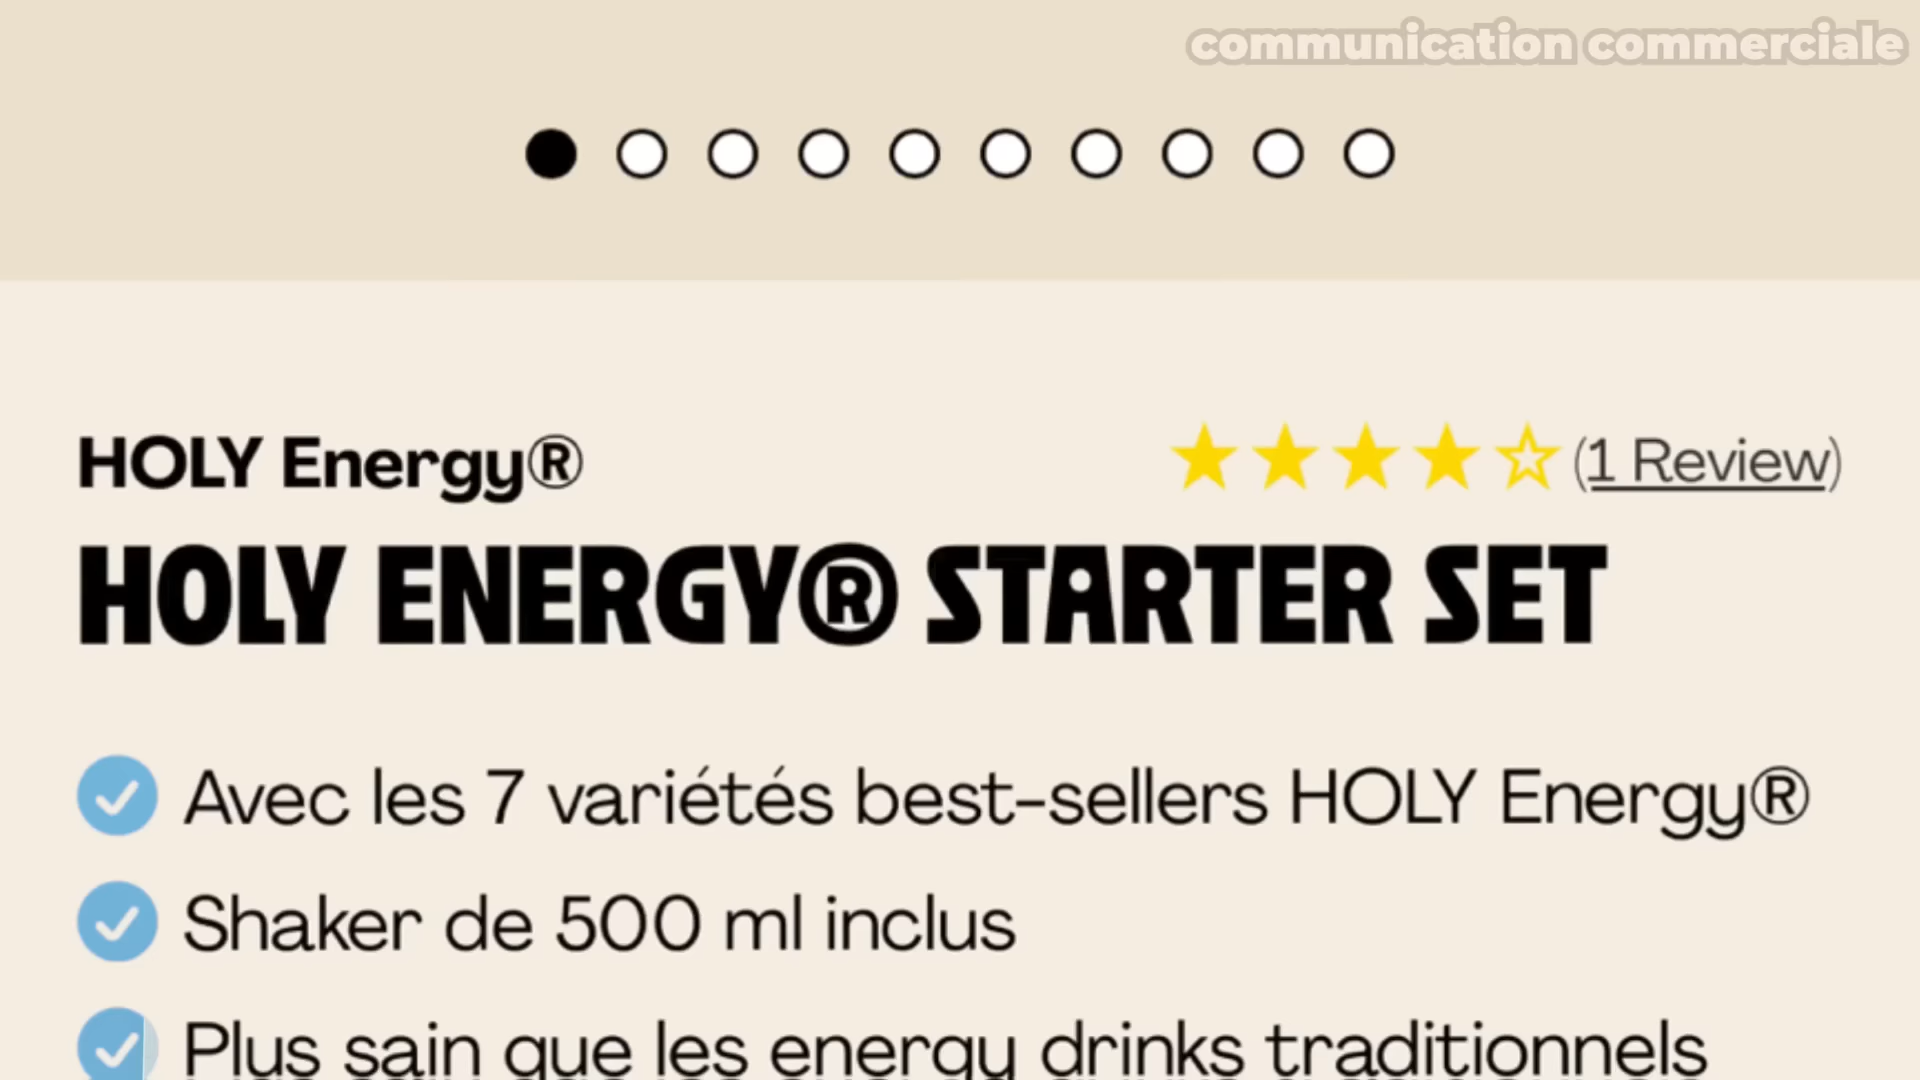 communication commerciale
HOLY Energy®
(1 Review)
HOLY ENERGY® STARTER SET
Avec les 7 variétés best-sellers HOLY Energy®
Shaker de 500 ml inclus
Plus sain que les energy drinks traditionnels